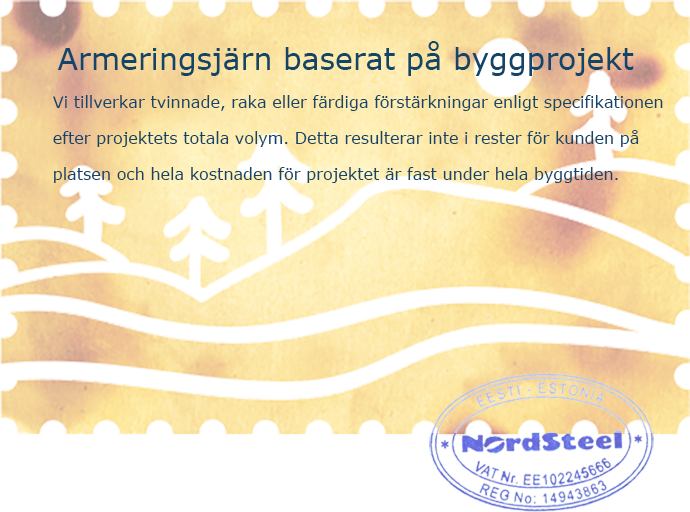 Armeringsjärn baserat på byggprojekt
Vi tillverkar tvinnade, raka eller färdiga förstärkningar enligt specifikationen
efter projektets totala volym. Detta resulterar inte i rester för kunden på
platsen och hela kostnaden för projektet är fast under hela byggtiden.
EESTI - ESTONIA
* NordSteel *
VAT Nr. EE102245666
REG No: 14943863